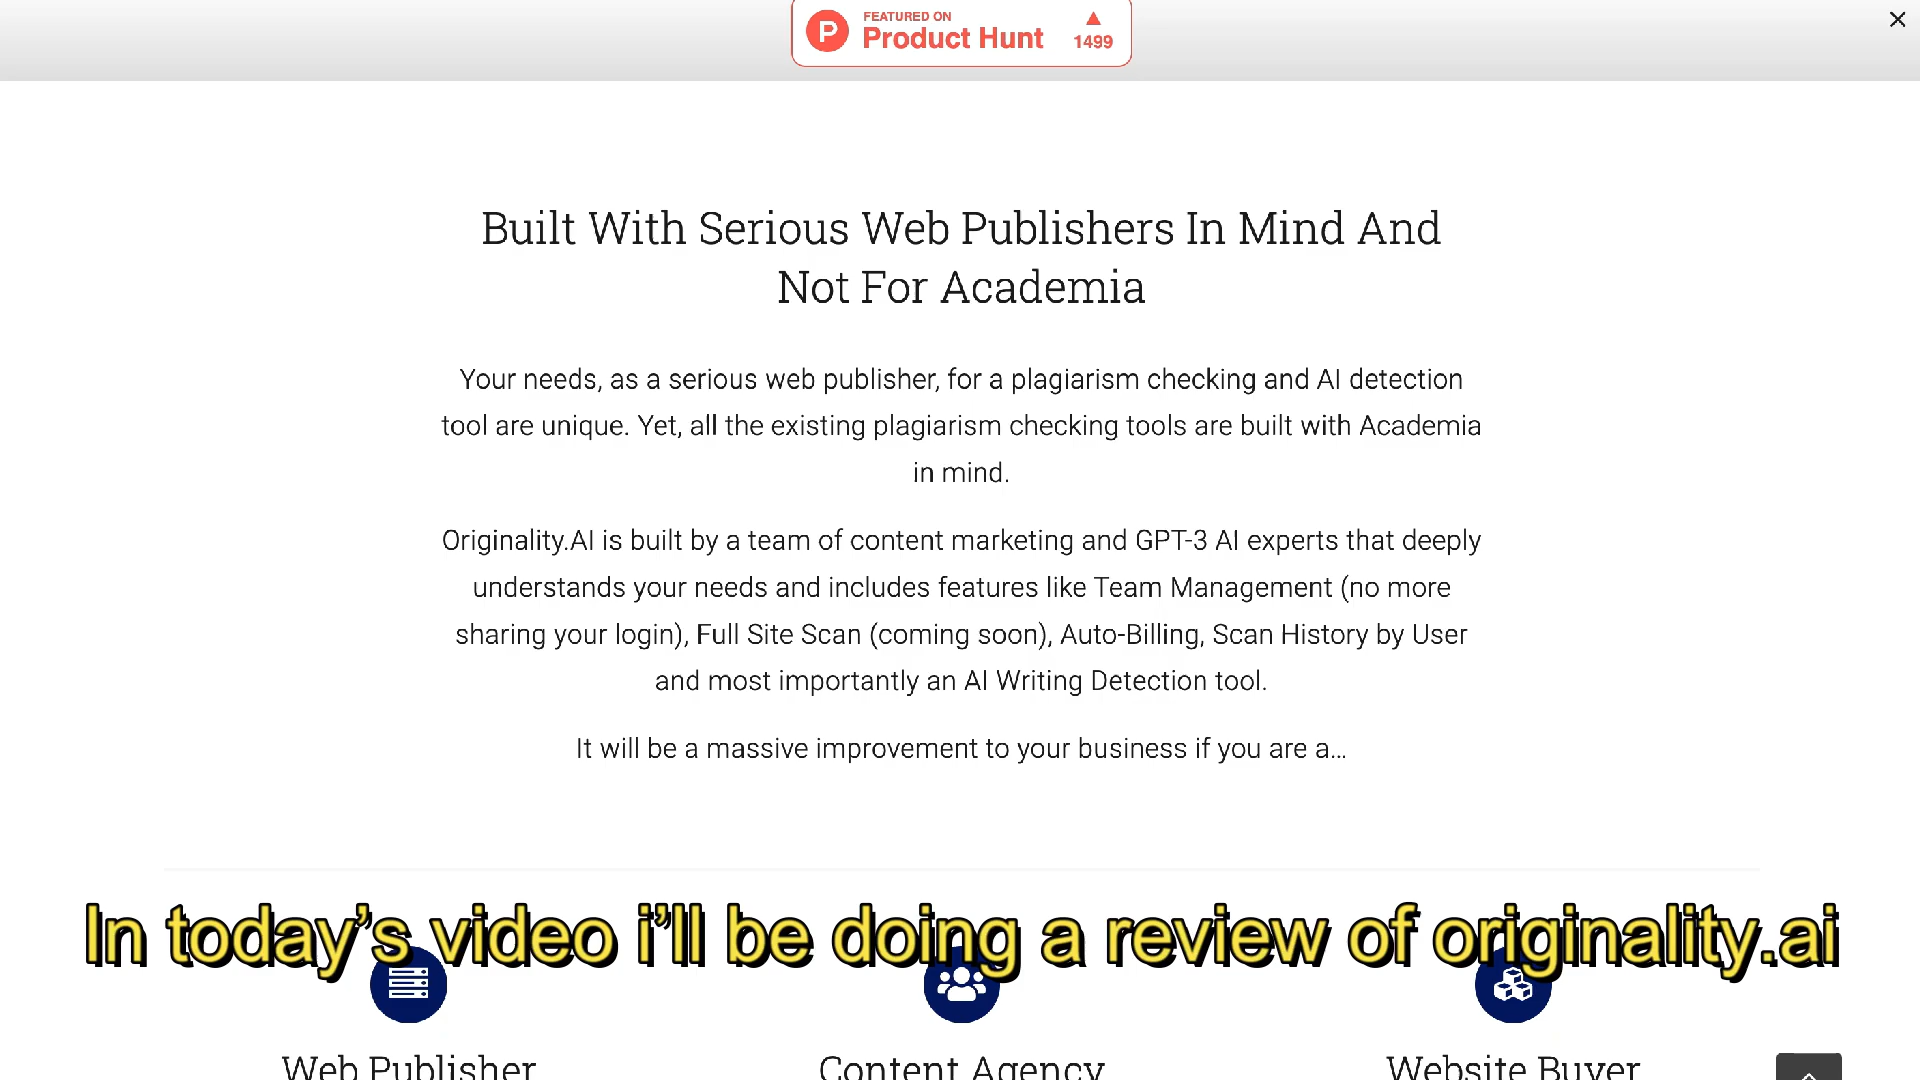 FEATURED ON
Product Hunt
1499
Built With Serious Web Publishers In Mind And
Not For Academia
Your needs, as a serious web publisher, for a plagiarism checking and AI detection
tool are unique. Yet, all the existing plagiarism checking tools are built with Academia
in mind.
Originality.AI is built by a team of content marketing and GPT-3 AI experts that deeply
understands your needs and includes features like Team Management (no more
sharing your login), Full Site Scan (coming soon), Auto-Billing, Scan History by User
and most importantly an AI Writing Detection tool.
It will be a massive improvement to your business if you are a...
In today's video i'll be doing a review of originality.ai
Web Publisher
Content Agency
Website Buyer